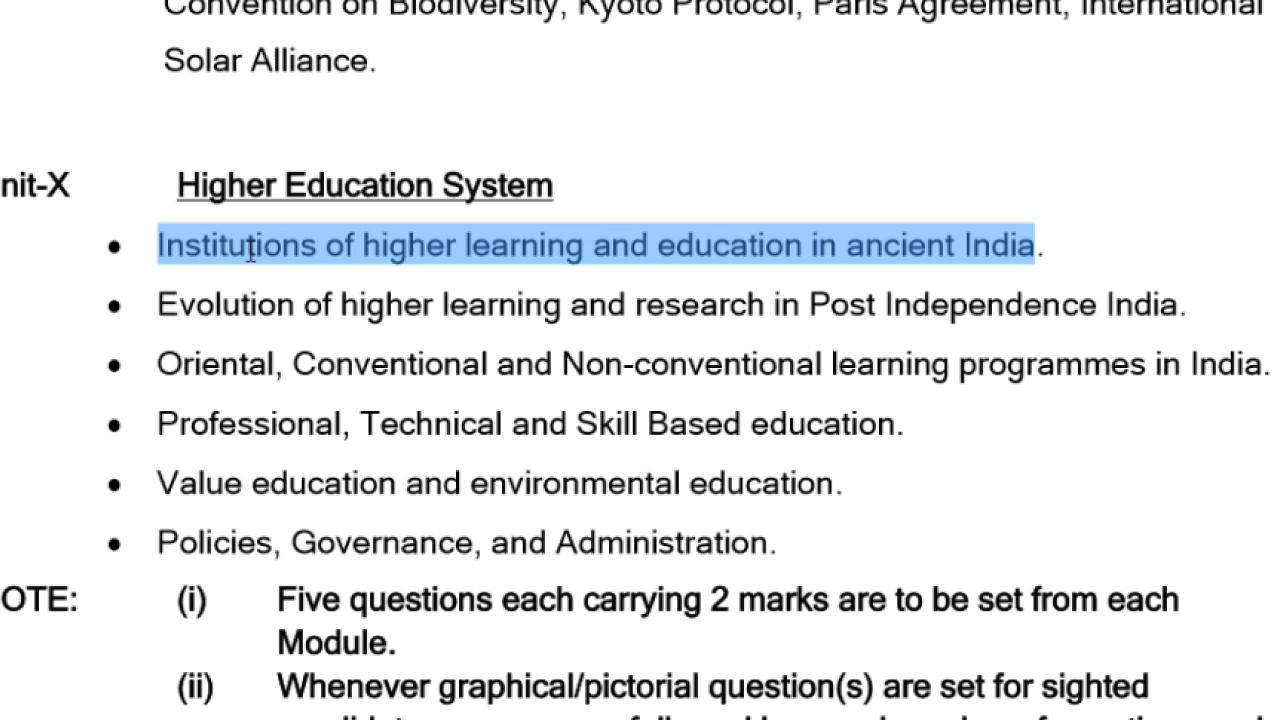 Convention on Biodiversity, Kyoto Protocol, Paris Agreement, International
Solar Alliance.
nit-X Higher Education System
• Institutions of higher learning and education in ancient India.
• Evolution of higher learning and research in Post Independence India.
• Oriental, Conventional and Non-conventional learning programmes in India.
• Professional, Technical and Skill Based education.
• Value education and environmental education.
• Policies, Governance, and Administration.
OTE: (i) Five questions each carrying 2 marks are to be set from each
Module.
(ii) Whenever graphical/pictorial question(s) are set for sighted